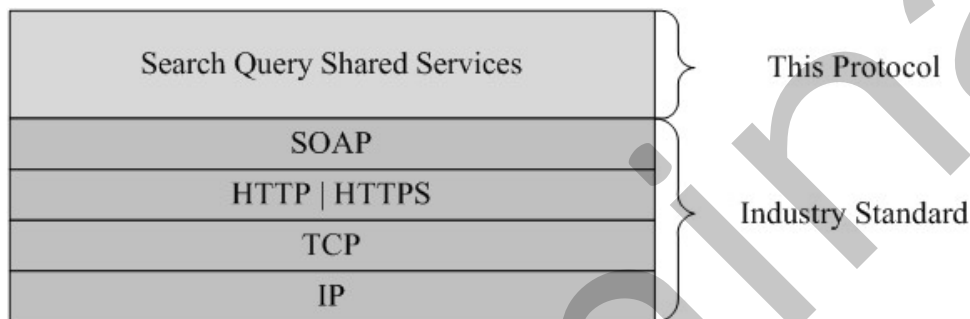 Search Query Shared Services
This Protocol
SOAP
HTTP | HTTPS
TCP
IP
Industry Standard